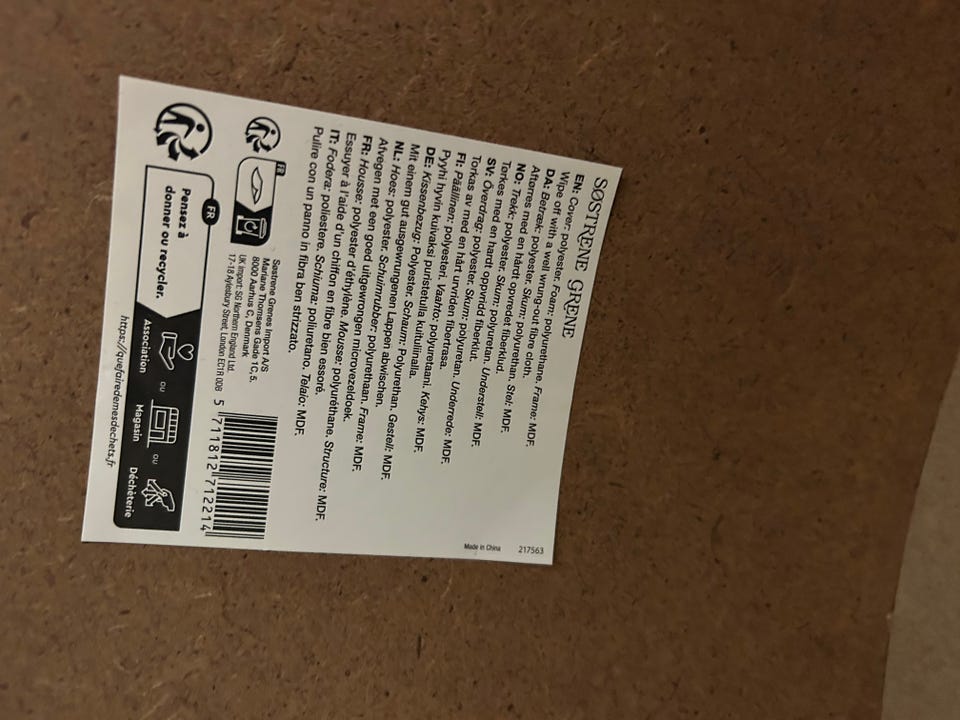 SØSTRENE GRENE
EN: Cover: polyester. Foam: polyurethane. Frame: MDF.
Wipe off with a well wrung-out fibre cloth.
DA: Betræk: polyester. Skum: polyurethan. Stel: MDF.
Aftørres med en hårdt opvredet fiberklud.
NO: Trekk: polyester. Skum: polyuretan. Understell: MDF.
Torkes med en hardt oppvridd fiberklut.
SV: Överdrag: polyester. Skum: polyuretan. Underrede: MDF.
Torkas av med en hårt urvriden fibertrasa.
FI: Päällinen: polyesteri. Vaahto: polyuretaani. Kehys: MDF.
Pyyhi hyvin kuivaksi puristetulla kuituliinalla.
DE: Kissenbezug: Polyester. Schaum: Polyurethan. Gestell: MDF.
Mit einem gut ausgewrungenen Lappen abwischen.
NL: Hoes: polyester. Schuimrubber: polyurethaan. Frame: MDF.
Afvegen met een goed uitgewrongen microvezeldoek.
FR: Housse: polyester d'éthylène. Mousse: polyuréthane. Structure: MDF.
Essuyer à l'aide d'un chiffon en fibre bien essoré.
IT: Fodera: poliestere. Schiuma: poliuretano. Telaio: MDF.
Pulire con un panno in fibra ben strizzato.
Made in China
217563
FR
Søstrene Grenes Import A/S
Mariane Thomsens Gade 1C, 5.
8000 Aarhus C, Denmark
UK import: SG Northern England Ltd.
17-18 Aylesbury Street, London EC1R 0DB
5 711812 712214
FR
Pensez à
donner ou recycler.
Association
OU
Magasin
OU
Déchèterie
https://quefairedemesdechets.fr